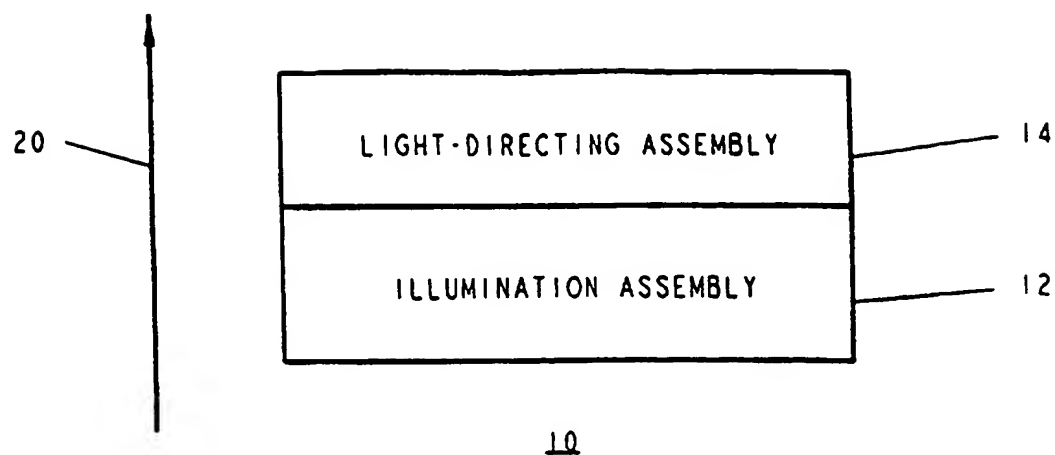 20
LIGHT-DIRECTING ASSEMBLY
14
ILLUMINATION ASSEMBLY
12
10